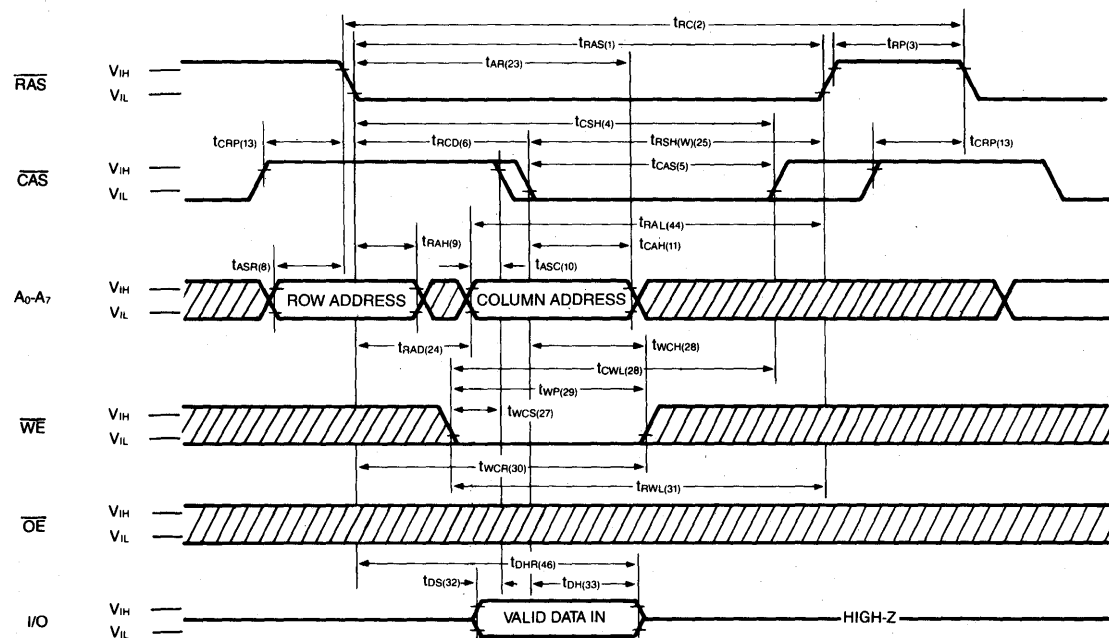 tRC(2)
tRAS(1) tRP(3)
tAR(23)
RAS VIH
VIL
tCSH(4)
tCRP(13) tRCD(6) tRSH(W)(25) tCRP(13)
CAS VIH tCAS(5)
VIL
tRAL(44)
tRAH(9) tCAH(11)
tASR(8) tASC(10)
A0-A7 VIH ROW ADDRESS COLUMN ADDRESS
VIL
tRAD(24) tWCH(28)
tCWL(28)
tWP(29)
WE VIH tWCS(27)
VIL
tWCR(30)
tRWL(31)
OE VIH
VIL
tDHR(46)
tDS(32) tDH(33)
I/O VIH VALID DATA IN HIGH-Z
VIL